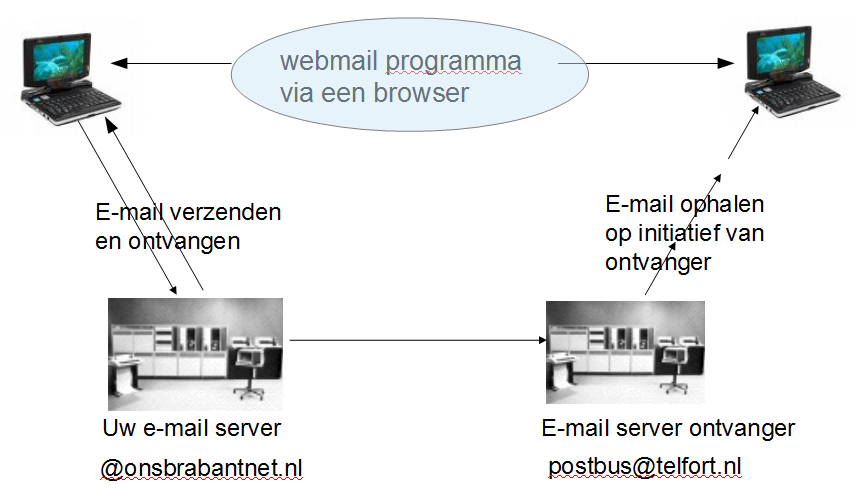 webmail programma
via een browser
E-mail verzenden
en ontvangen
E-mail ophalen
op initiatief van
ontvanger
Uw e-mail server
@onsbrabantnet.nl
E-mail server ontvanger
postbus@telfort.nl